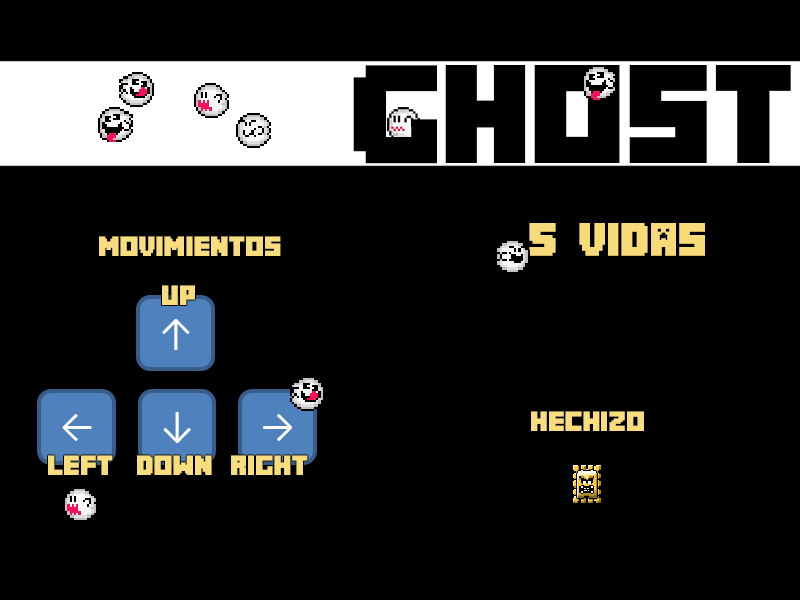 GHOST
MOVIMIENTOS
5 VIDAS
UP
LEFT DOWN RIGHT
HECHIZO